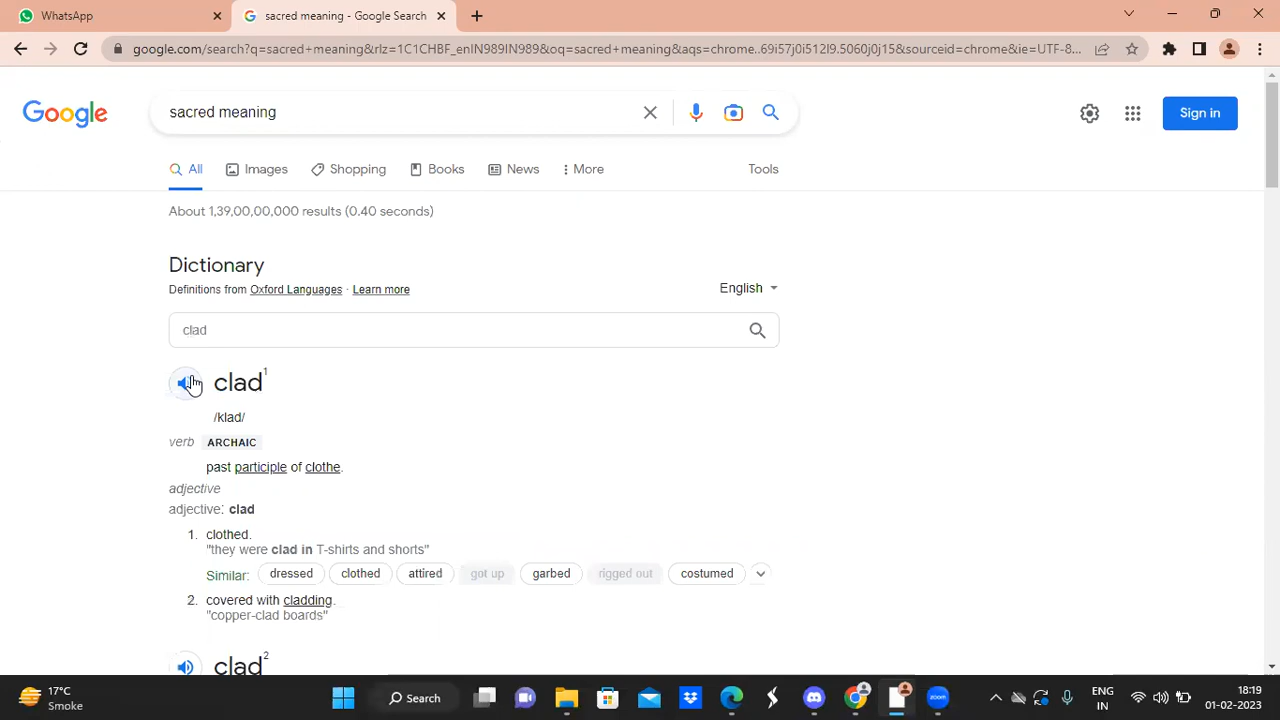 WhatsApp
sacred meaning - Google Search
google.com/search?q=sacred+meaning&rlz=1C1CHBF_enIN989IN989&oq=sacred+meaning&aqs=chrome..69i57j0i512l9.5060j0j15&sourceid=chrome&ie=UTF-8...
Google
sacred meaning
Sign in
All Images Shopping Books News More Tools
About 1,39,00,00,000 results (0.40 seconds)
Dictionary
Definitions from Oxford Languages · Learn more
English
clad
clad1
/klad/
verb ARCHAIC
past participle of clothe.
adjective
adjective: clad
1. clothed.
"they were clad in T-shirts and shorts"
Similar: dressed clothed attired got up garbed rigged out costumed
2. covered with cladding.
"copper-clad boards"
clad2
17°C
Smoke
Search
zoom
ENG
IN
18:19
01-02-2023